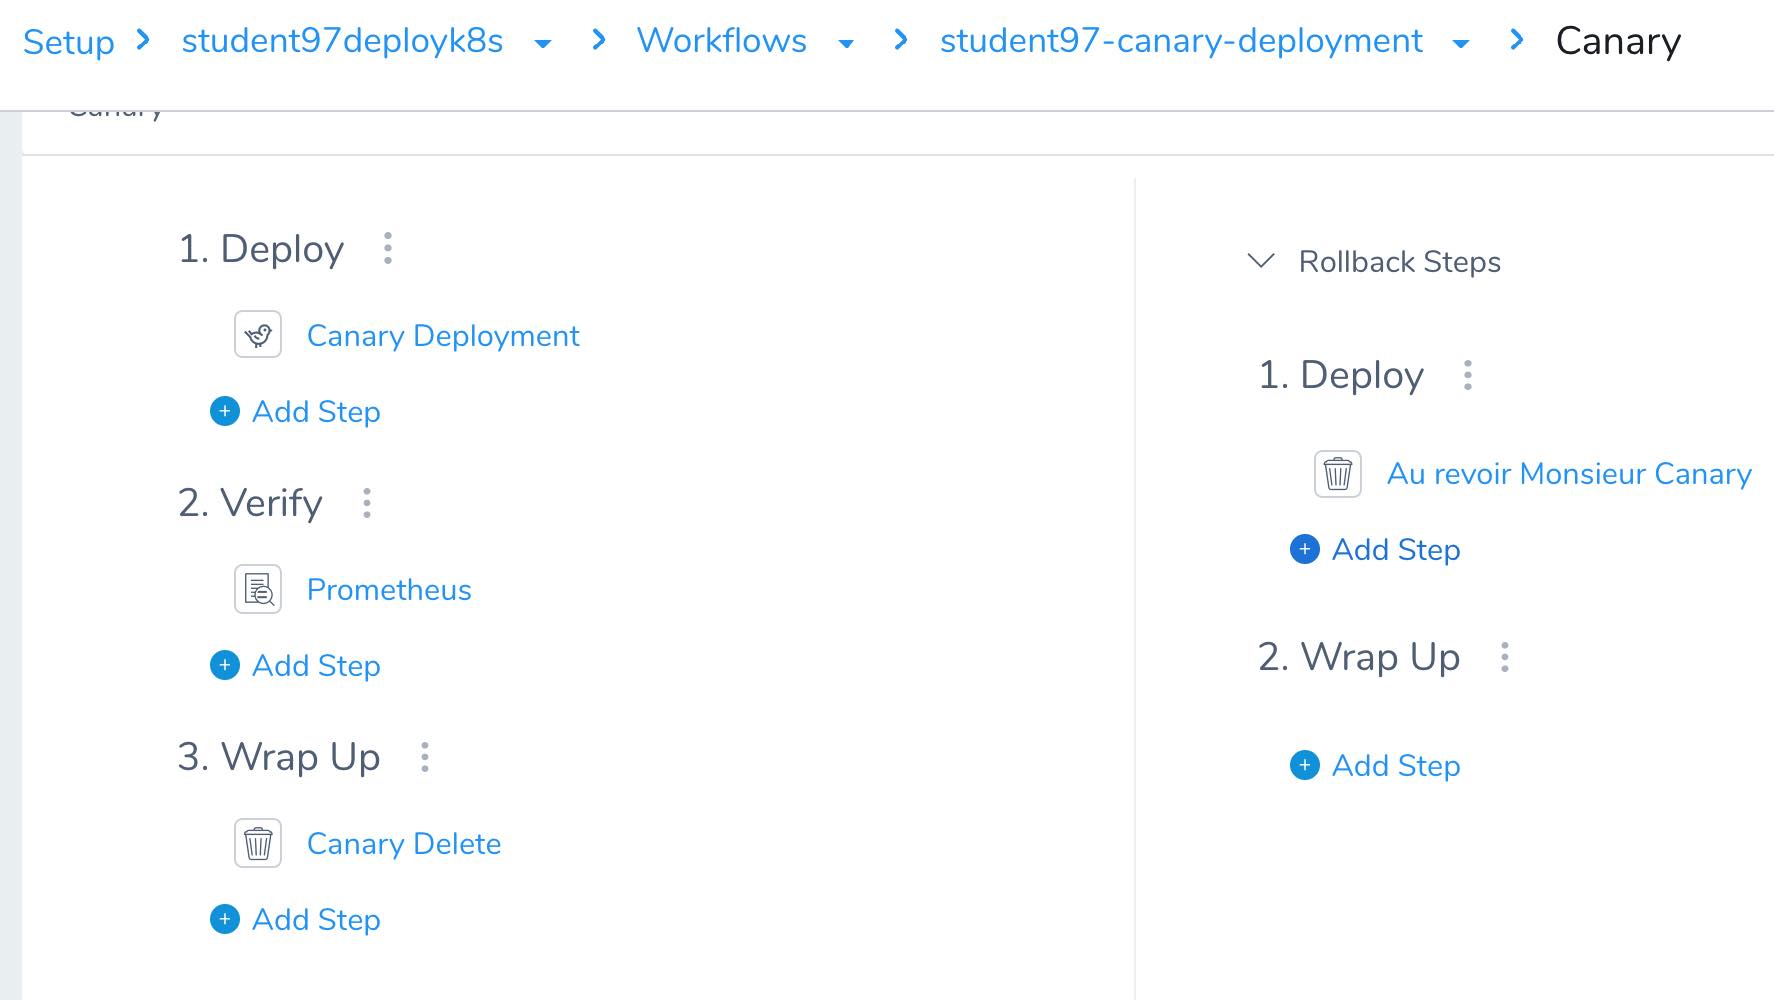 Setup student97deployk8s Workflows student97-canary-deployment Canary
Canary
1. Deploy
Canary Deployment
+ Add Step
2. Verify
Prometheus
+ Add Step
3. Wrap Up
Canary Delete
+ Add Step
Rollback Steps
1. Deploy
Au revoir Monsieur Canary
+ Add Step
2. Wrap Up
+ Add Step